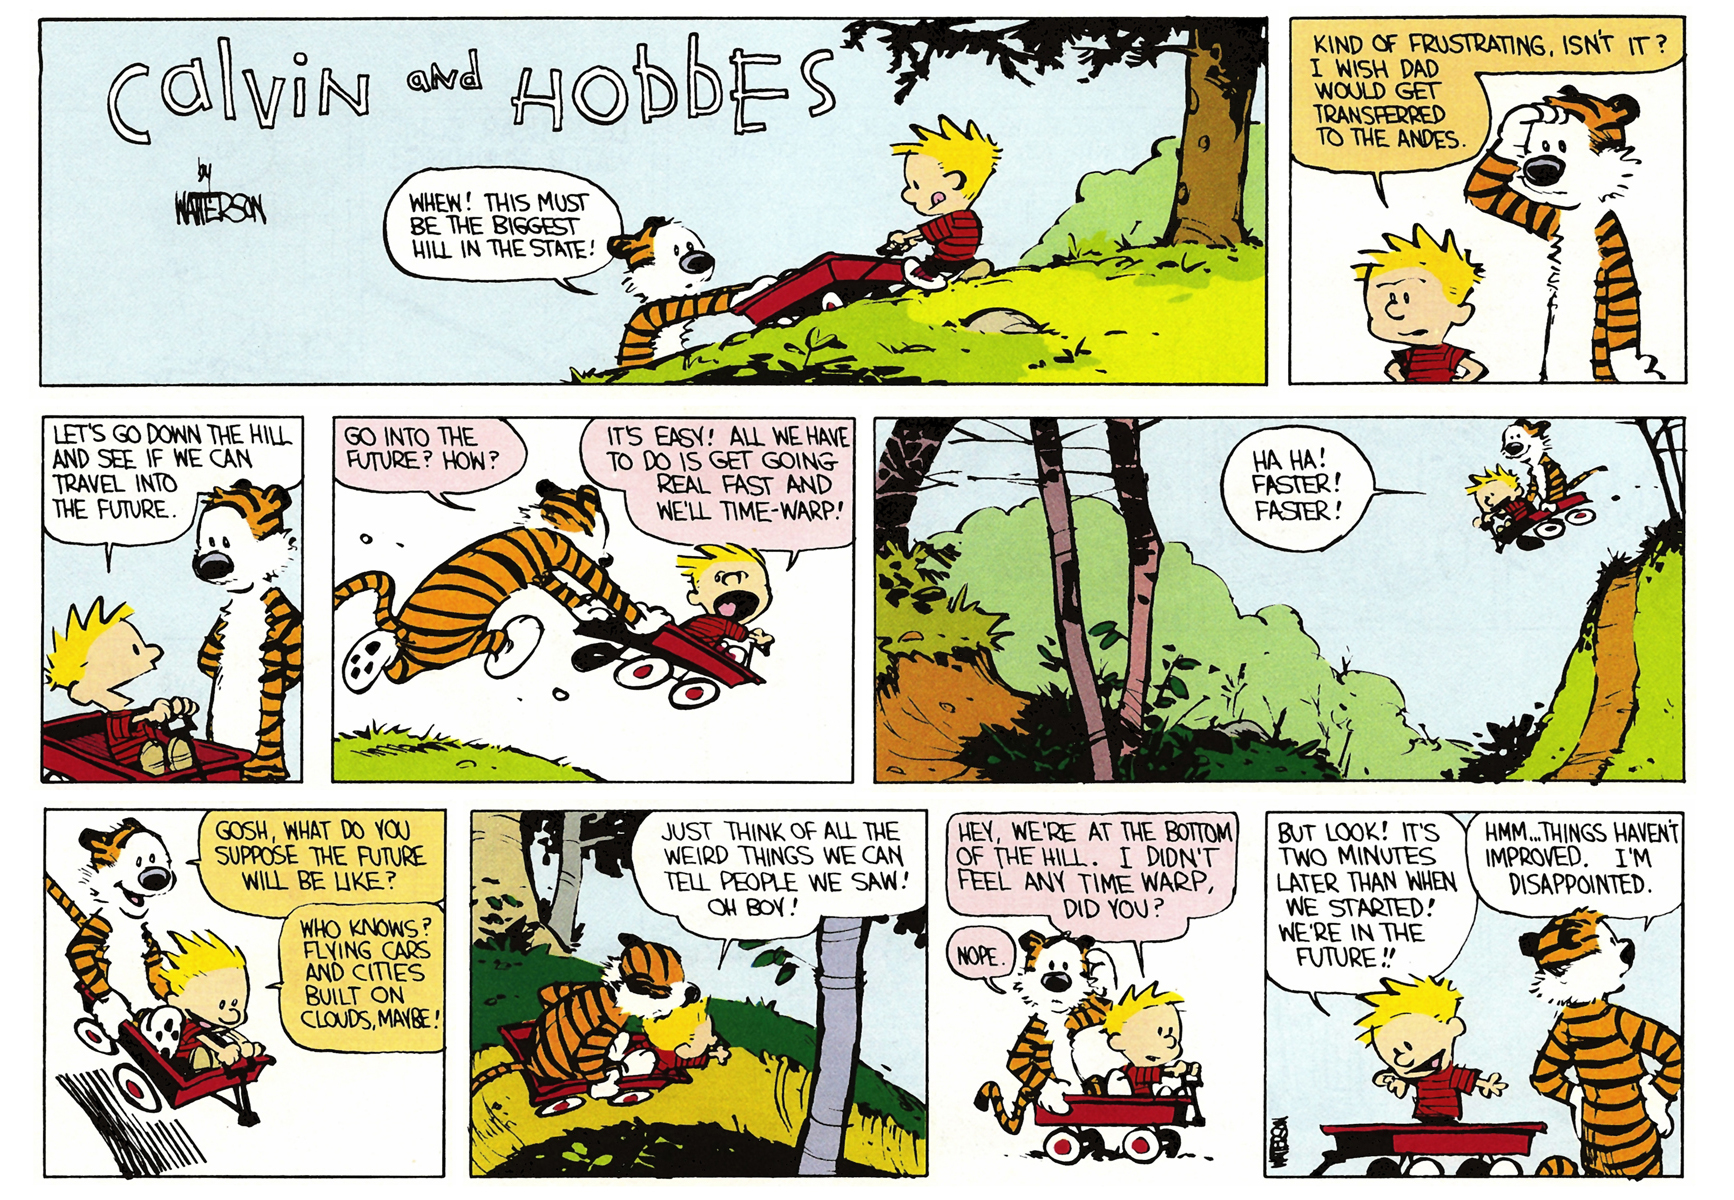 Calvin and HOBBES
by
WATTERSON
WHEW! THIS MUST
BE THE BIGGEST
HILL IN THE STATE!
KIND OF FRUSTRATING, ISN'T IT?
I WISH DAD
WOULD GET
TRANSFERRED
TO THE ANDES.
LET'S GO DOWN THE HILL
AND SEE IF WE CAN
TRAVEL INTO
THE FUTURE.
GO INTO THE
FUTURE? HOW?
IT'S EASY! ALL WE HAVE
TO DO IS GET GOING
REAL FAST AND
WE'LL TIME-WARP!
HA HA!
FASTER!
FASTER!
GOSH, WHAT DO YOU
SUPPOSE THE FUTURE
WILL BE LIKE?
WHO KNOWS?
FLYING CARS
AND CITIES
BUILT ON
CLOUDS, MAYBE!
JUST THINK OF ALL THE
WEIRD THINGS WE CAN
TELL PEOPLE WE SAW!
OH BOY!
HEY, WE'RE AT THE BOTTOM
OF THE HILL. I DIDN'T
FEEL ANY TIME WARP,
DID YOU?
NOPE.
BUT LOOK! IT'S
TWO MINUTES
LATER THAN WHEN
WE STARTED!
WE'RE IN THE
FUTURE!!
HMM...THINGS HAVEN'T
IMPROVED. I'M
DISAPPOINTED.
WATTERSON